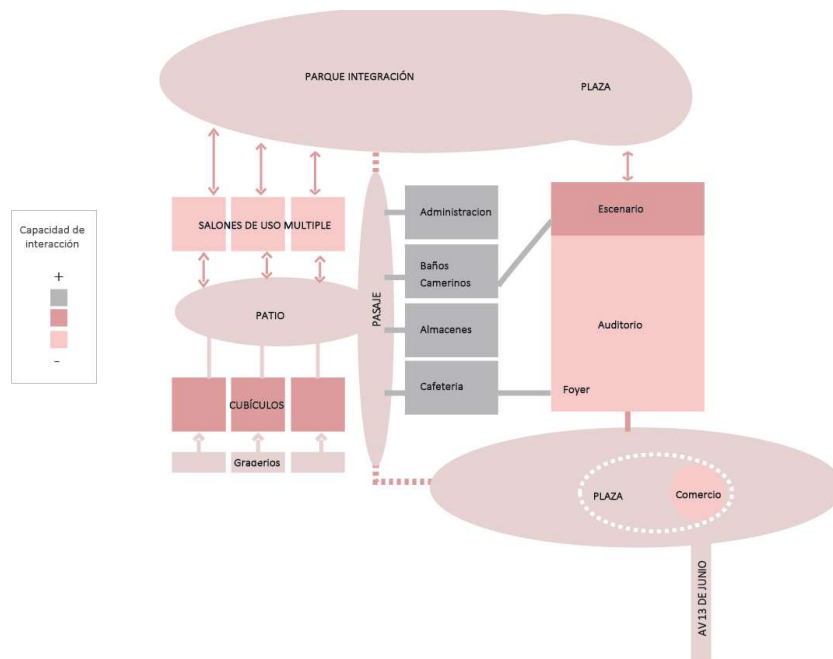 PARQUE INTEGRACIÓN
PLAZA
Administracion
Escenario
SALONES DE USO MULTIPLE
Capacidad de
interacción
+
-
Baños
Camerinos
PASAJE
PATIO
Almacenes
Auditorio
Cafeteria
Foyer
CUBÍCULOS
Graderios
PLAZA
Comercio
AV 13 DE JUNIO